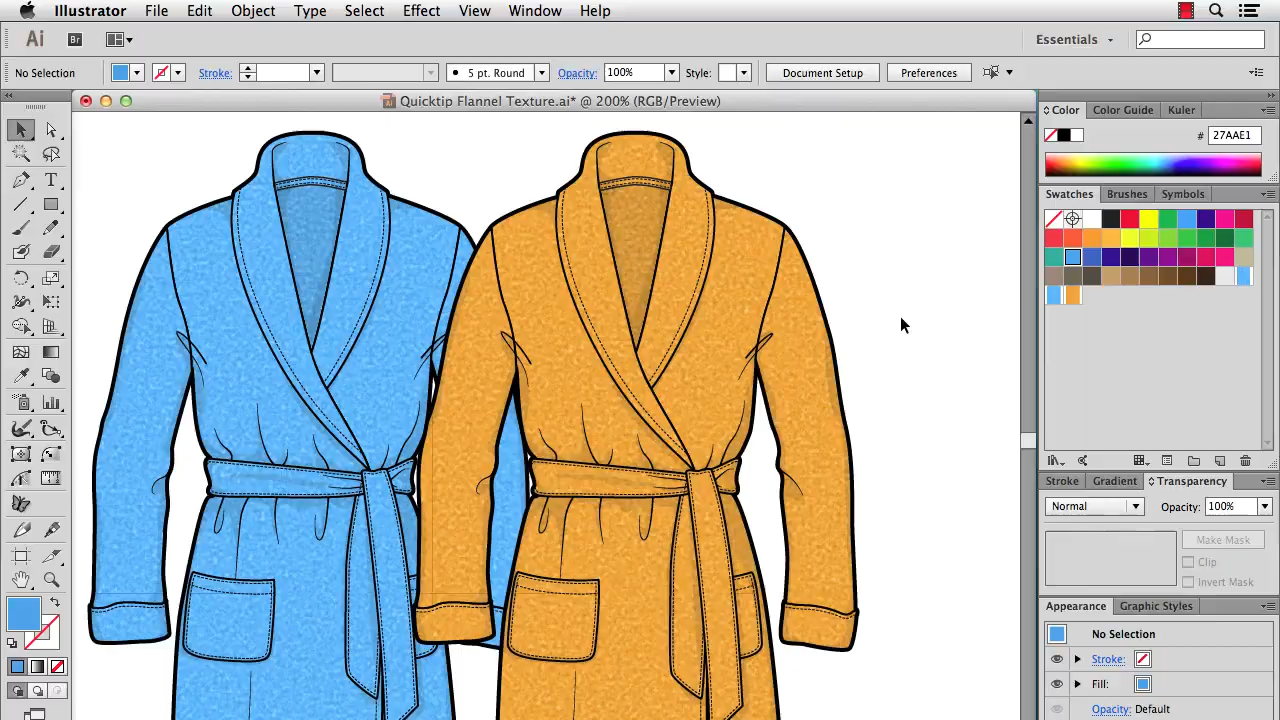 Illustrator File Edit Object Type Select Effect View Window Help
Ai Br Essentials
No Selection Stroke: 5 pt. Round Opacity: 100% Style: Document Setup Preferences
Quicktip Flannel Texture.ai* @ 200% (RGB/Preview)
Color Color Guide Kuler
# 27AAE1
Swatches Brushes Symbols
Stroke Gradient Transparency
Normal Opacity: 100%
Make Mask
Clip
Invert Mask
Appearance Graphic Styles
No Selection
Stroke:
Fill:
Opacity: Default